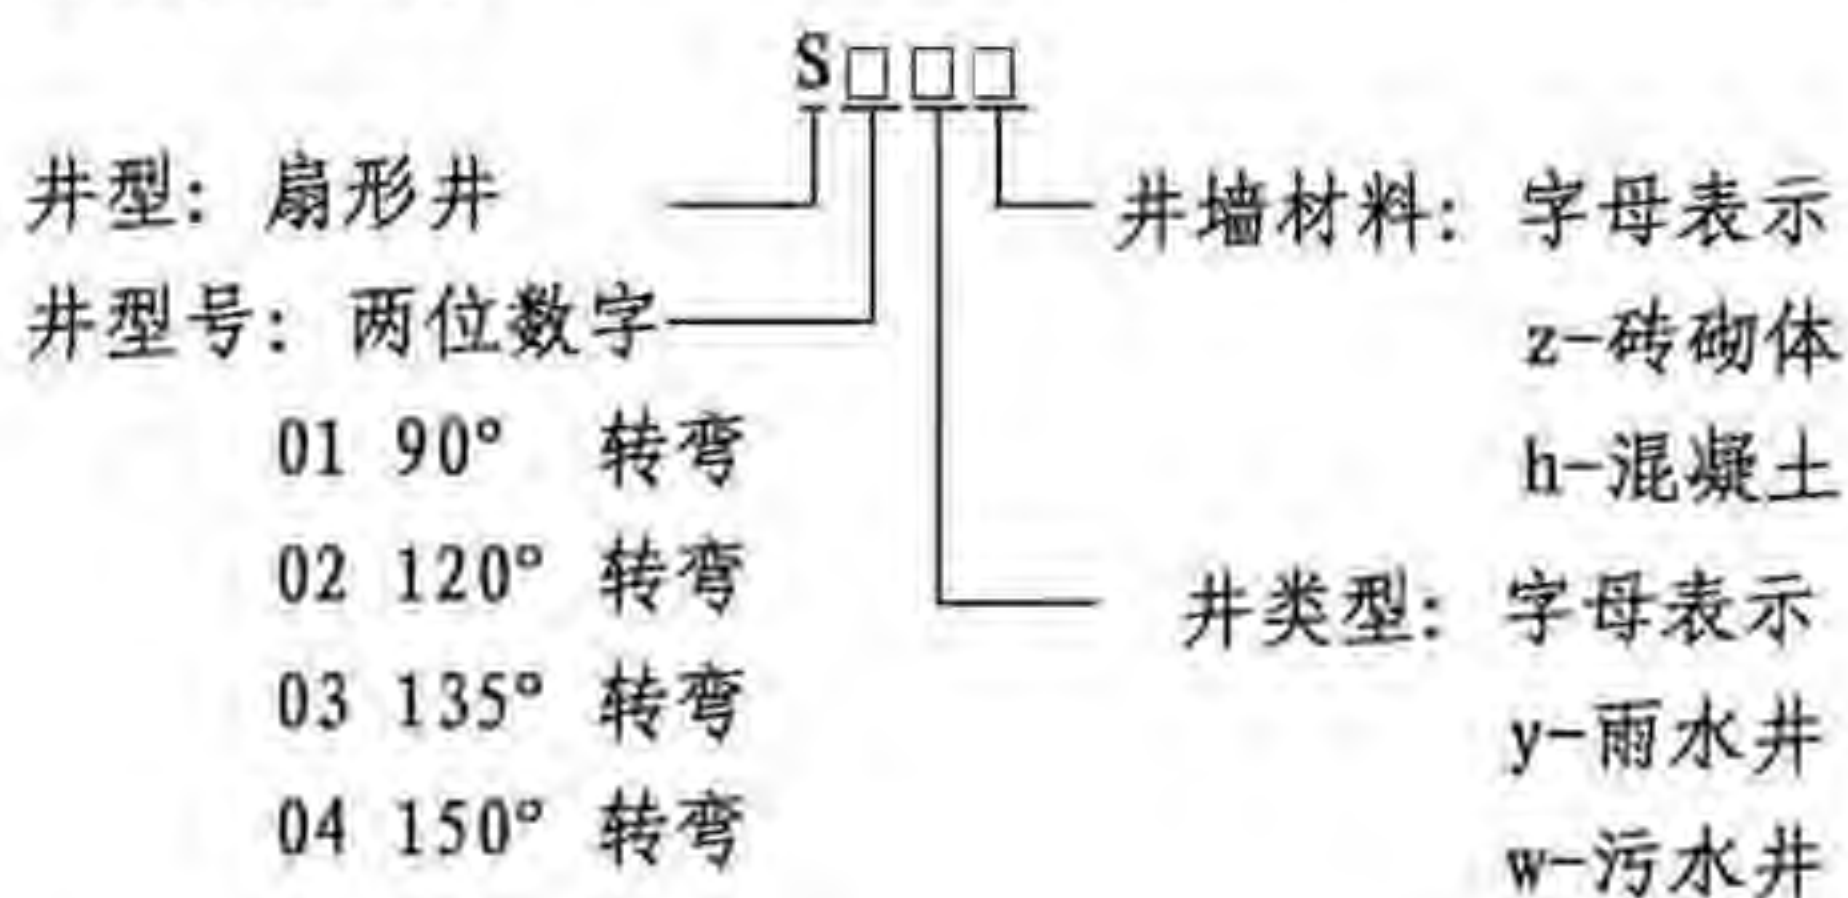 S□□□
井型: 扇形井
井墙材料: 字母表示
井型号: 两位数字
z-砖砌体
01 90° 转弯
h-混凝土
02 120° 转弯
井类型: 字母表示
03 135° 转弯
y-雨水井
04 150° 转弯
w-污水井